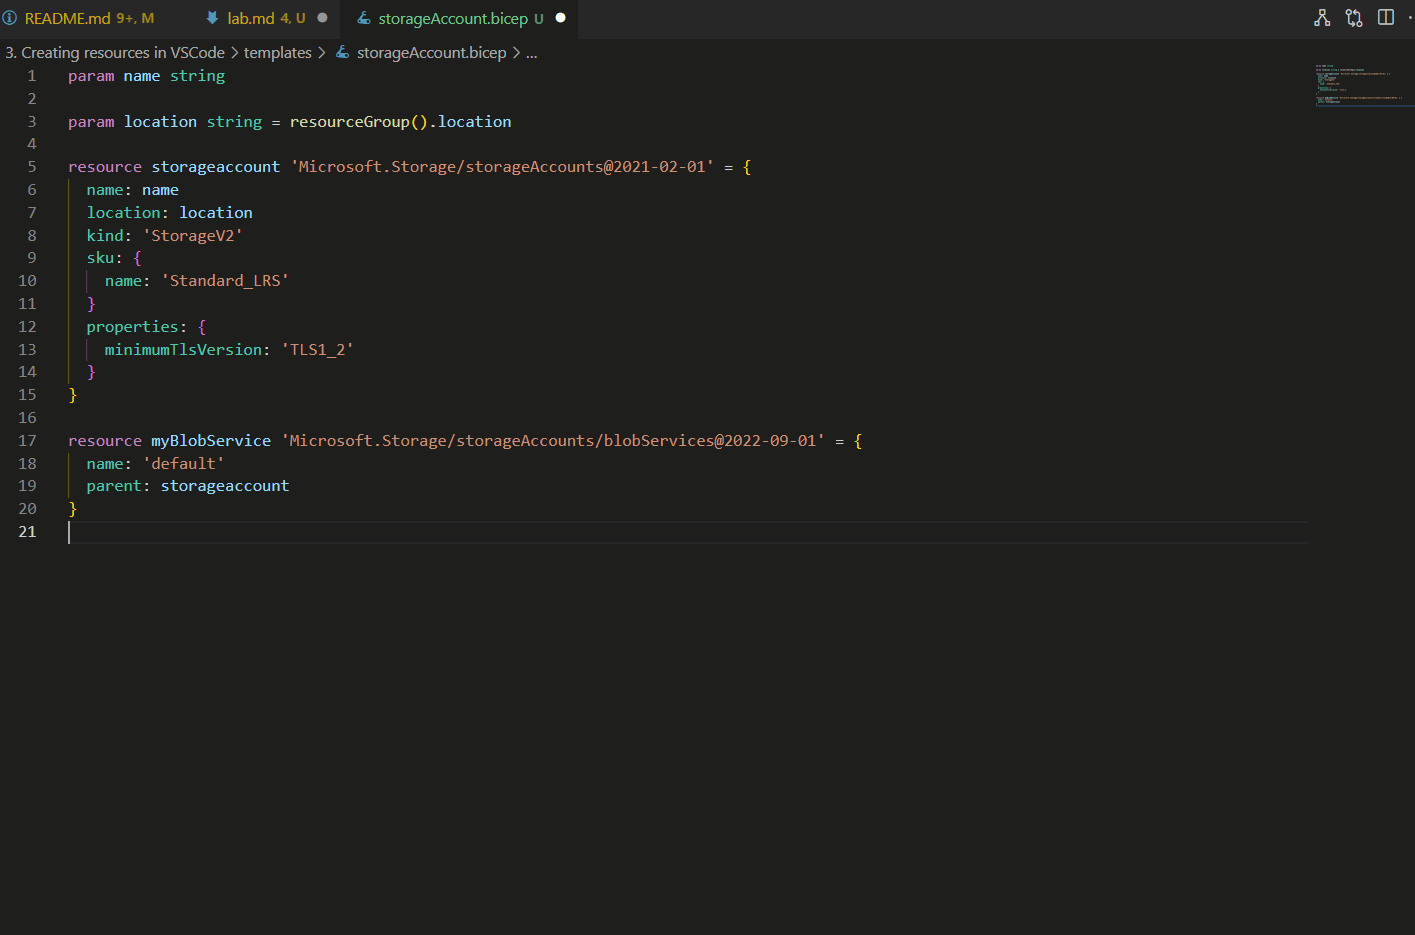 README.md 9+, M lab.md 4, U storageAccount.bicep U
3. Creating resources in VSCode > templates > storageAccount.bicep > ...
1 param name string
2
3 param location string = resourceGroup().location
4
5 resource storageaccount 'Microsoft.Storage/storageAccounts@2021-02-01' = {
6 name: name
7 location: location
8 kind: 'StorageV2'
9 sku: {
10 name: 'Standard_LRS'
11 }
12 properties: {
13 minimumTlsVersion: 'TLS1_2'
14 }
15 }
16
17 resource myBlobService 'Microsoft.Storage/storageAccounts/blobServices@2022-09-01' = {
18 name: 'default'
19 parent: storageaccount
20 }
21